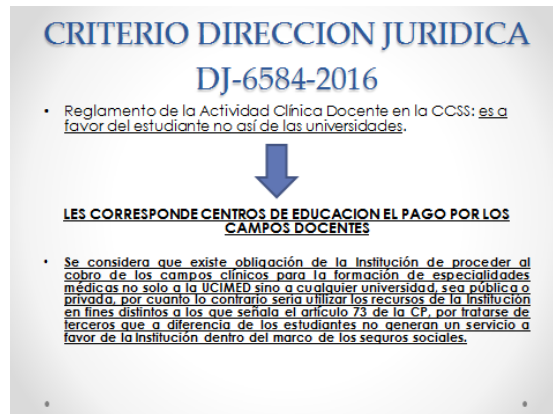 CRITERIO DIRECCION JURIDICA
DJ-6584-2016
• Reglamento de la Actividad Clínica Docente en la CCSS: es a
favor del estudiante no así de las universidades.
LES CORRESPONDE CENTROS DE EDUCACION EL PAGO POR LOS
CAMPOS DOCENTES
• Se considera que existe obligación de la Institución de proceder al
cobro de los campos clínicos para la formación de especialidades
médicas no solo a la UCIMED sino a cualquier universidad, sea pública o
privada, por cuanto lo contrario seria utilizar los recursos de la Institución
en fines distintos a los que señala el artículo 73 de la CP, por tratarse de
terceros que a diferencia de los estudiantes no generan un servicio a
favor de la Institución dentro del marco de los seguros sociales.